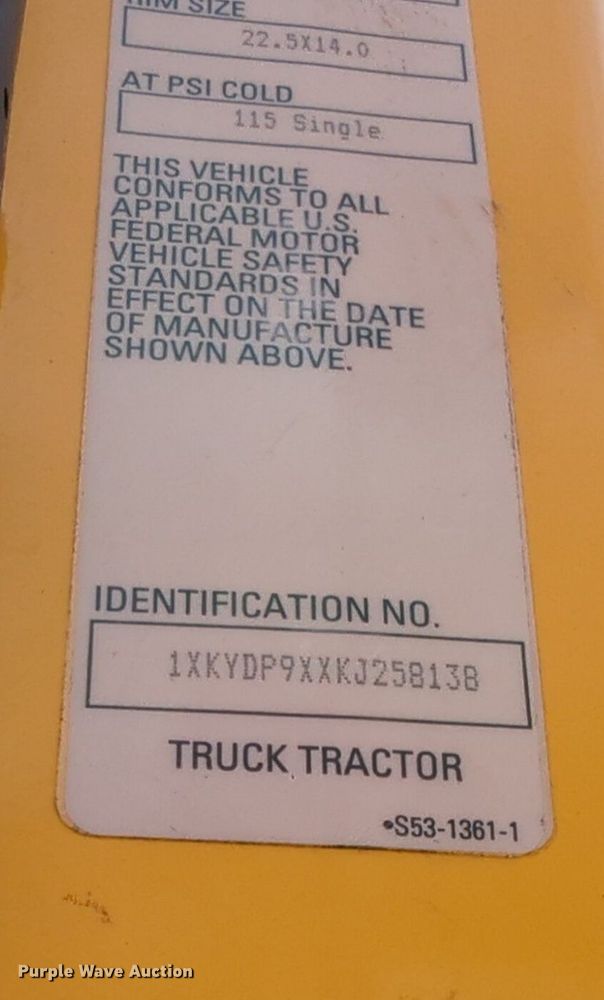 RIM SIZE
22.5X14.0
AT PSI COLD
115 Single
THIS VEHICLE
CONFORMS TO ALL
APPLICABLE U.S.
FEDERAL MOTOR
VEHICLE SAFETY
STANDARDS IN
EFFECT ON THE DATE
OF MANUFACTURE
SHOWN ABOVE.
IDENTIFICATION NO.
1XKYDP9XXKJ258138
TRUCK TRACTOR
•S53-1361-1
Purple Wave Auction